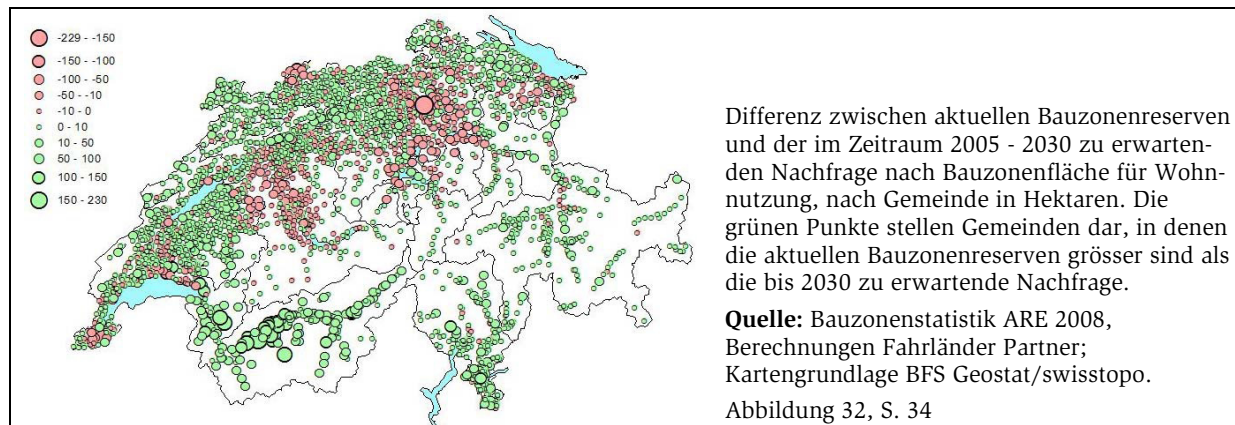 -229 - -150
-150 - -100
-100 - -50
-50 - -10
-10 - 0
0 - 10
10 - 50
50 - 100
100 - 150
150 - 230
Differenz zwischen aktuellen Bauzonenreserven
und der im Zeitraum 2005 - 2030 zu erwarten-
den Nachfrage nach Bauzonenfläche für Wohn-
nutzung, nach Gemeinde in Hektaren. Die
grünen Punkte stellen Gemeinden dar, in denen
die aktuellen Bauzonenreserven grösser sind als
die bis 2030 zu erwartende Nachfrage.
Quelle: Bauzonenstatistik ARE 2008,
Berechnungen Fahrländer Partner;
Kartengrundlage BFS Geostat/swisstopo.
Abbildung 32, S. 34